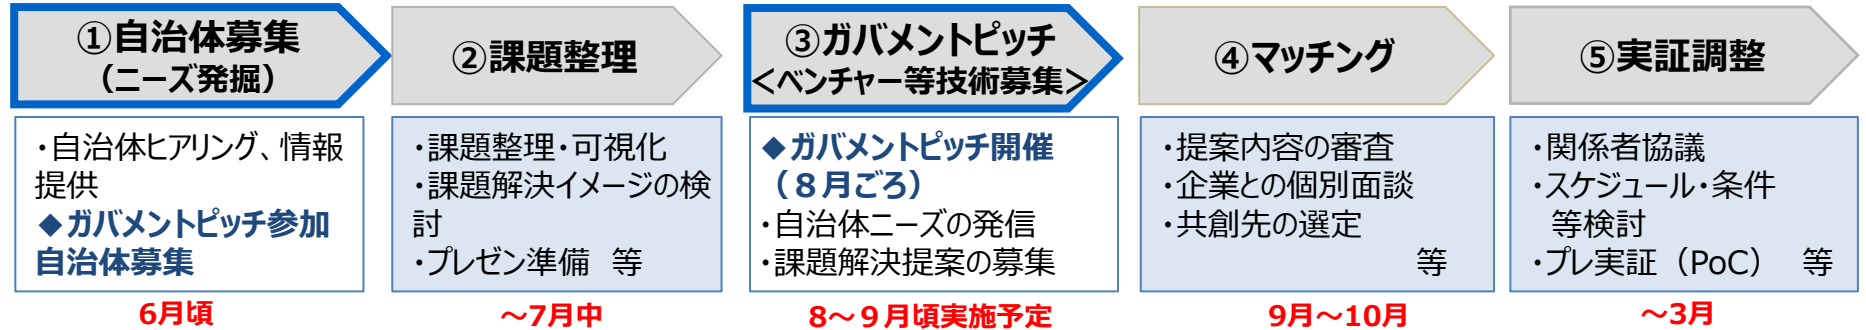 ①自治体募集
（ニーズ発掘）
・自治体ヒアリング、情報
提供
◆ガバメントピッチ参加
自治体募集
6月頃
②課題整理
・課題整理・可視化
・課題解決イメージの検
討
・プレゼン準備　等
～7月中
③ガバメントピッチ
＜ベンチャー等技術募集＞
◆ガバメントピッチ開催
（８月ごろ）
・自治体ニーズの発信
・課題解決提案の募集
8～９月頃実施予定
④マッチング
・提案内容の審査
・企業との個別面談
・共創先の選定
等
9月～10月
⑤実証調整
・関係者協議
・スケジュール・条件
等検討
・プレ実証（PoC）　等
～3月